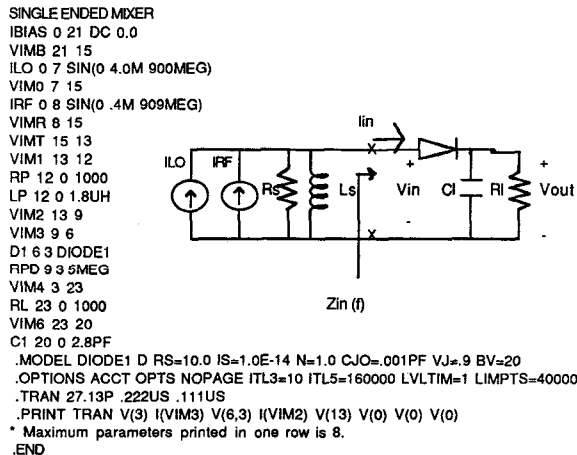 SINGLE ENDED MIXER
IBIAS 0 21 DC 0.0
VIMB 21 15
ILO 0 7 SIN(0 4.0M 900MEG)
VIM0 7 15
IRF 0 8 SIN(0 .4M 909MEG)
VIMR 8 15
VIMT 15 13
VIM1 13 12
RP 12 0 1000
LP 12 0 1.8UH
VIM2 13 9
VIM3 9 6
D1 6 3 DIODE1
RPD 9 3 5MEG
VIM4 3 23
RL 23 0 1000
VIM6 23 20
C1 20 0 2.8PF
.MODEL DIODE1 D RS=10.0 IS=1.0E-14 N=1.0 CJO=.001PF VJ=.9 BV=20
.OPTIONS ACCT OPTS NOPAGE ITL3=10 ITL5=160000 LVLTIM=1 LIMPTS=40000
.TRAN 27.13P .222US .111US
.PRINT TRAN V(3) I(VIM3) V(6,3) I(VIM2) V(13) V(0) V(0) V(0)
* Maximum parameters printed in one row is 8.
.END
Iin
x
ILO IRF Rs Ls + Vin - Cl Rl + Vout -
x
Zin (f)